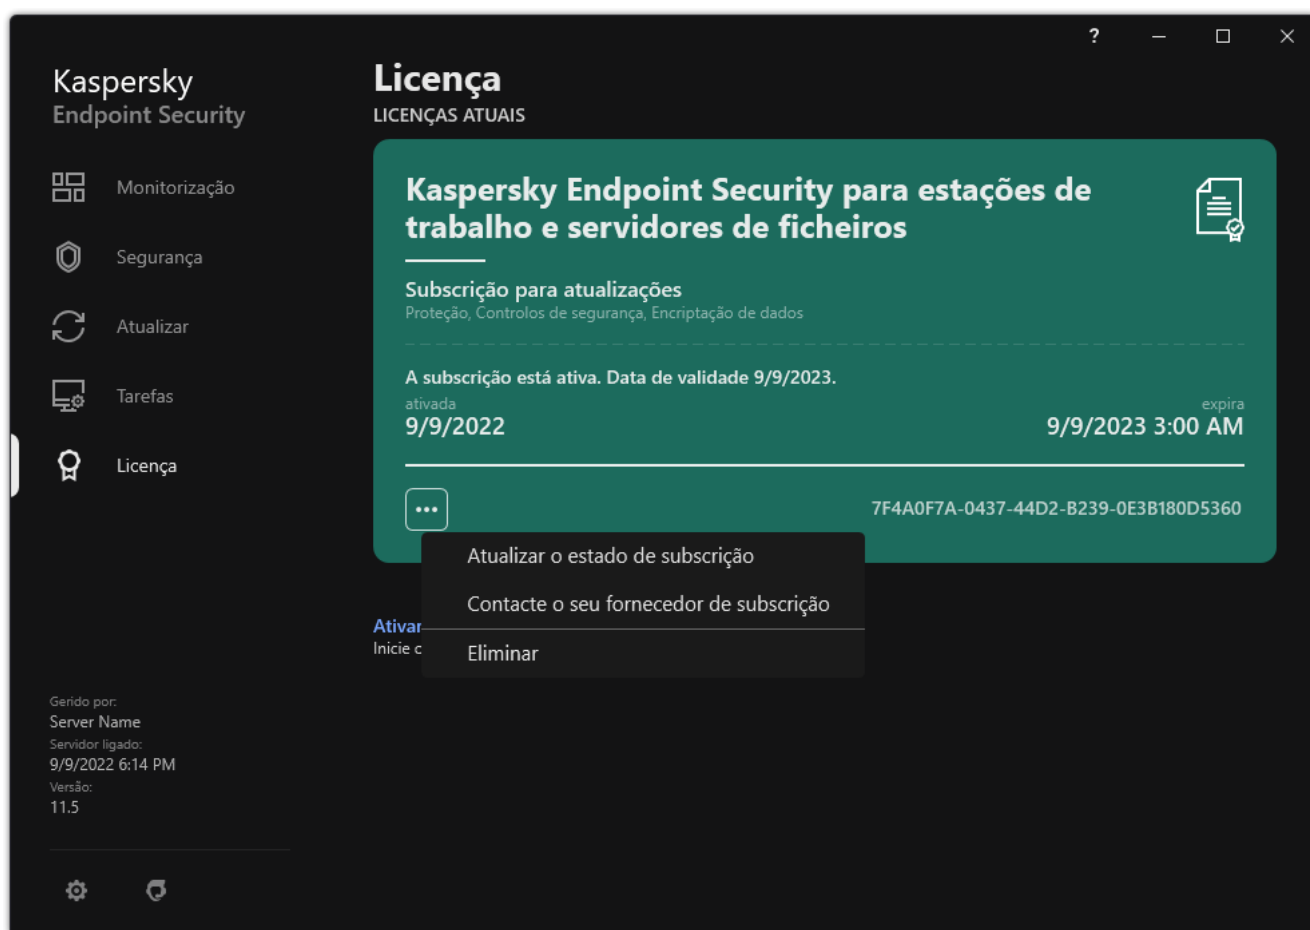 ?
Kaspersky
Endpoint Security
Monitorização
Segurança
Atualizar
Tarefas
Licença
Gerido por:
Server Name
Servidor ligado:
9/9/2022 6:14 PM
Versão:
11.5
Licença
LICENÇAS ATUAIS
Kaspersky Endpoint Security para estações de
trabalho e servidores de ficheiros
Subscrição para atualizações
Proteção, Controlos de segurança, Encriptação de dados
A subscrição está ativa. Data de validade 9/9/2023.
ativada
expira
9/9/2022
9/9/2023 3:00 AM
7F4A0F7A-0437-44D2-B239-0E3B180D5360
Atualizar o estado de subscrição
Contacte o seu fornecedor de subscrição
Eliminar
Ativar
Inicie